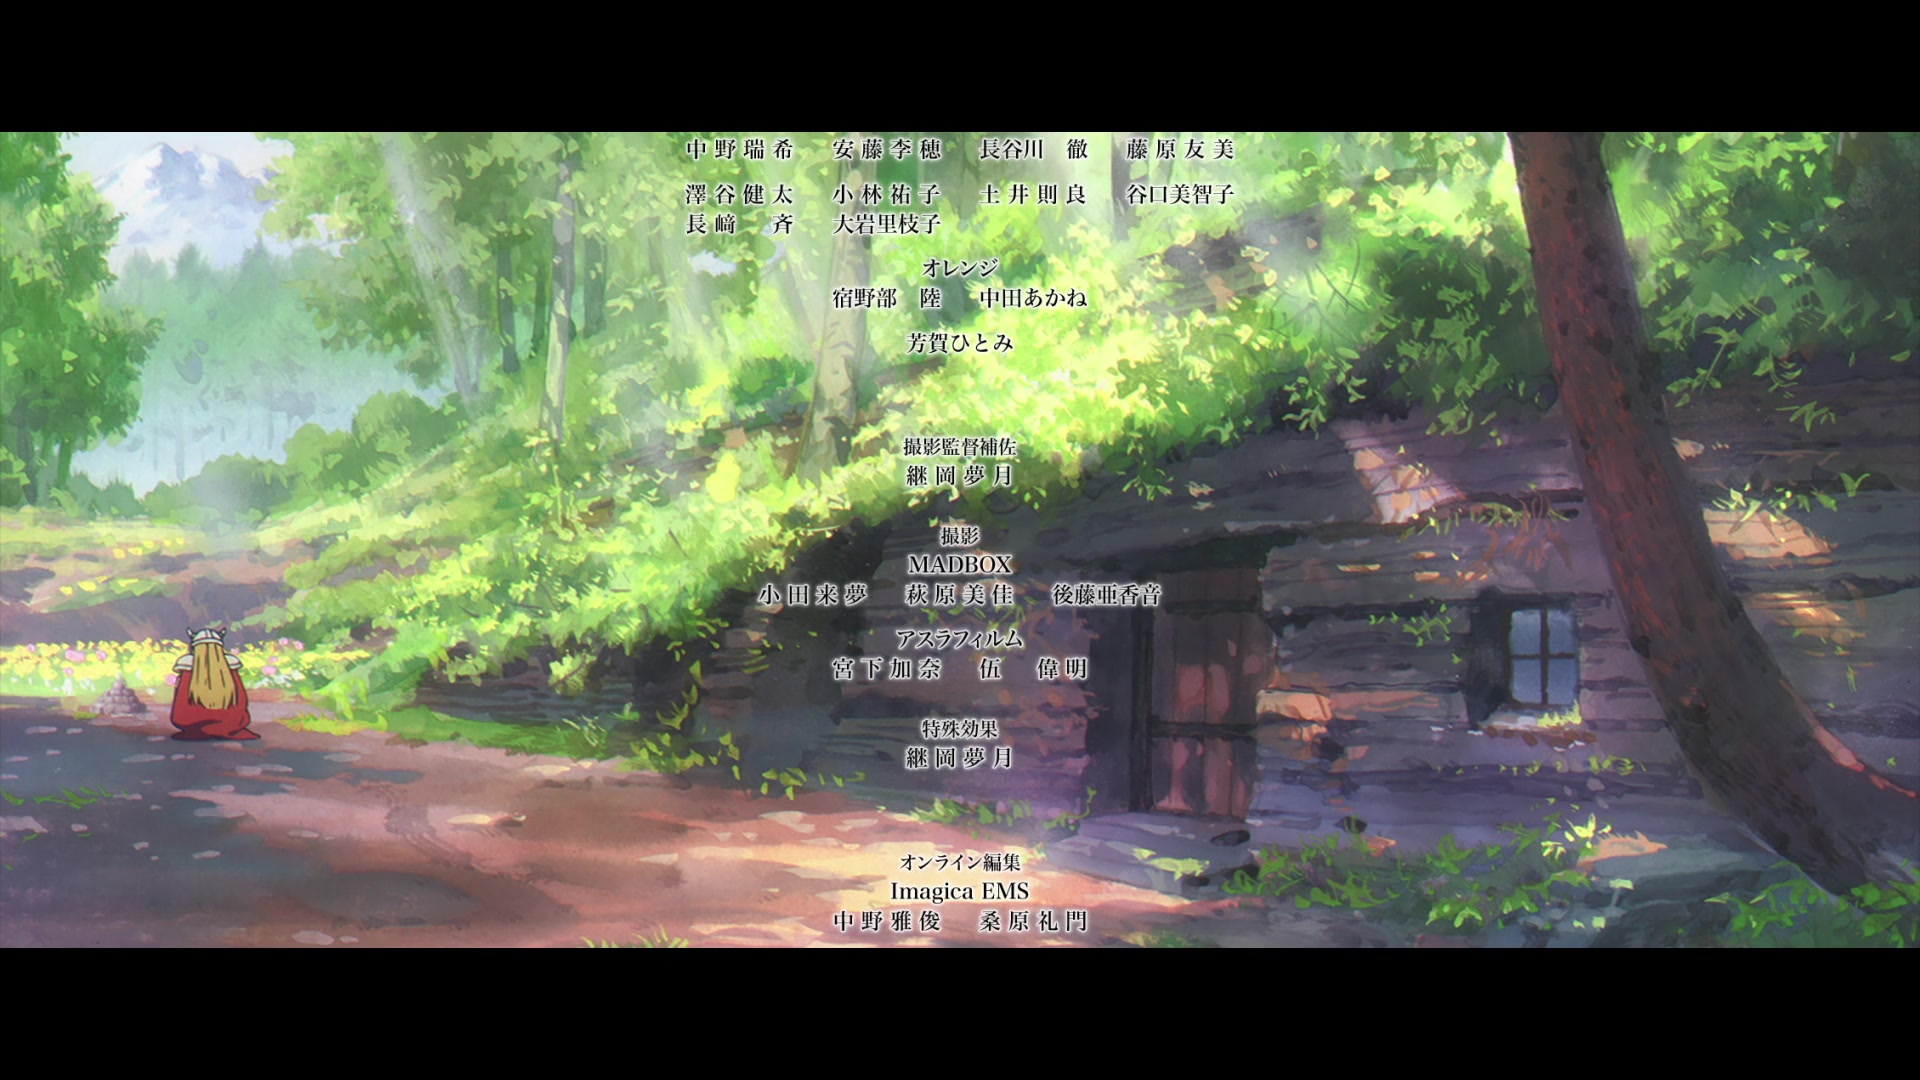 中野瑞希 安藤李穂 長谷川 徹 藤原友美
澤谷健太 小林祐子 土井則良 谷口美智子
長﨑 斉 大岩里枝子
オレンジ
宿野部 陸 中田あかね
芳賀ひとみ
撮影監督補佐
継岡夢月
撮影
MADBOX
小田来夢 萩原美佳 後藤亜香音
アスラフィルム
宮下加奈 伍 偉明
特殊効果
継岡夢月
オンライン編集
Imagica EMS
中野雅俊 桑原礼門